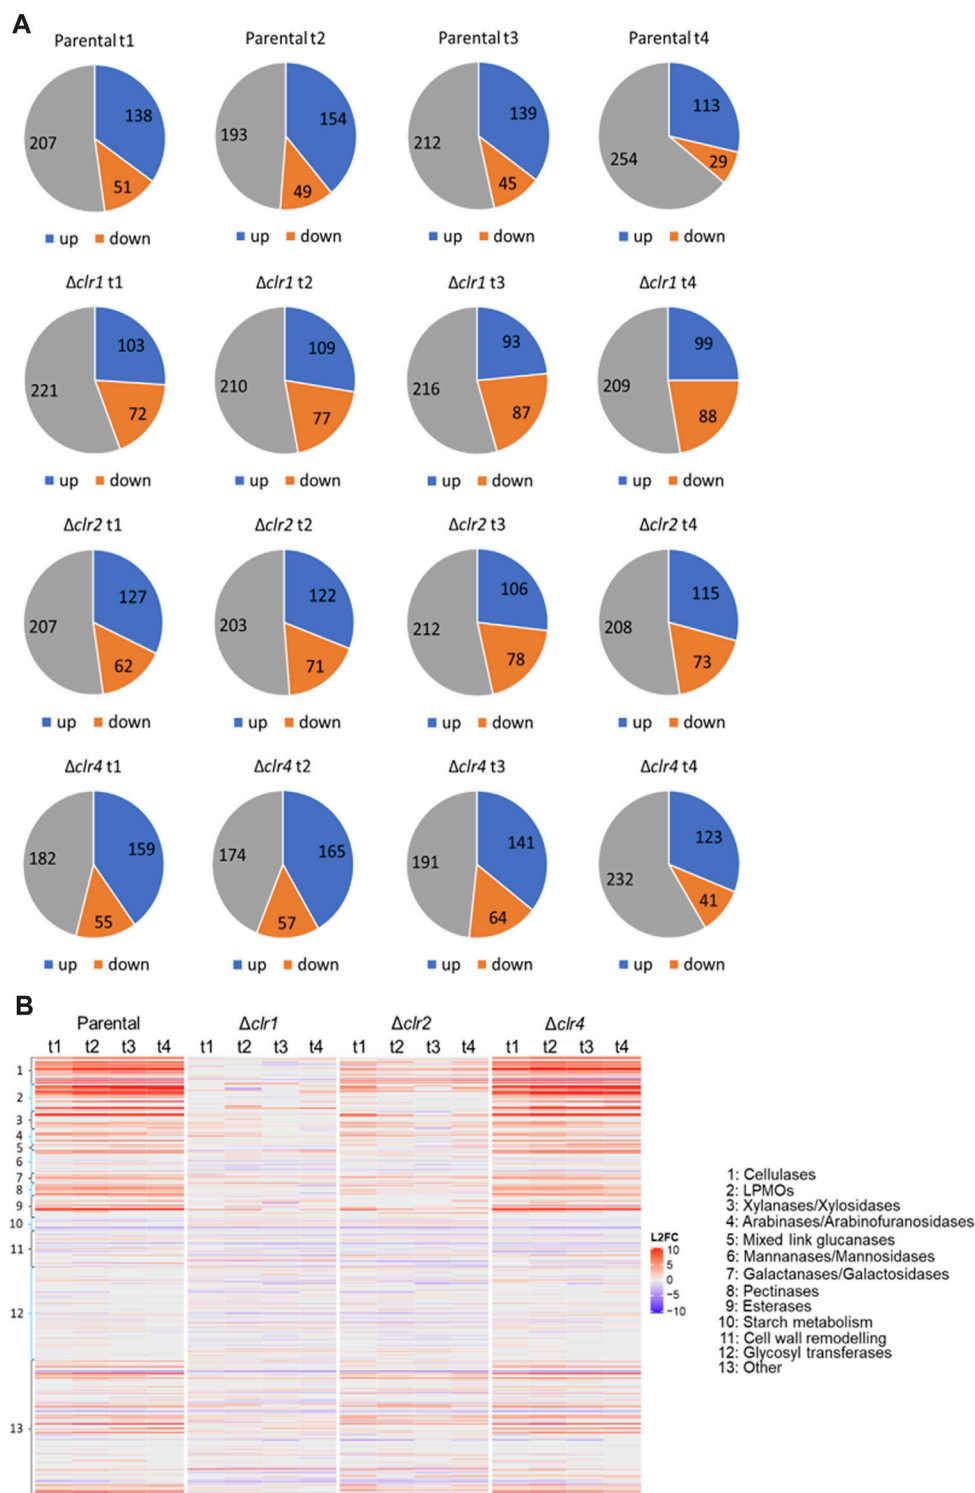 A
Parental t1 Parental t2 Parental t3 Parental t4
207 138 51 193 154 49 212 139 45 254 113 29
up down up down up down up down
Δclr1 t1 Δclr1 t2 Δclr1 t3 Δclr1 t4
221 103 72 210 109 77 216 93 87 209 99 88
up down up down up down up down
Δclr2 t1 Δclr2 t2 Δclr2 t3 Δclr2 t4
207 127 62 203 122 71 212 106 78 208 115 73
up down up down up down up down
Δclr4 t1 Δclr4 t2 Δclr4 t3 Δclr4 t4
182 159 55 174 165 57 191 141 64 232 123 41
up down up down up down up down
B
Parental Δclr1 Δclr2 Δclr4
t1 t2 t3 t4 t1 t2 t3 t4 t1 t2 t3 t4 t1 t2 t3 t4
1
2
3
4
5
6
7
8
9
10
11
12
13
L2FC
10
5
0
−5
−10
1: Cellulases
2: LPMOs
3: Xylanases/Xylosidases
4: Arabinases/Arabinofuranosidases
5: Mixed link glucanases
6: Mannanases/Mannosidases
7: Galactanases/Galactosidases
8: Pectinases
9: Esterases
10: Starch metabolism
11: Cell wall remodelling
12: Glycosyl transferases
13: Other